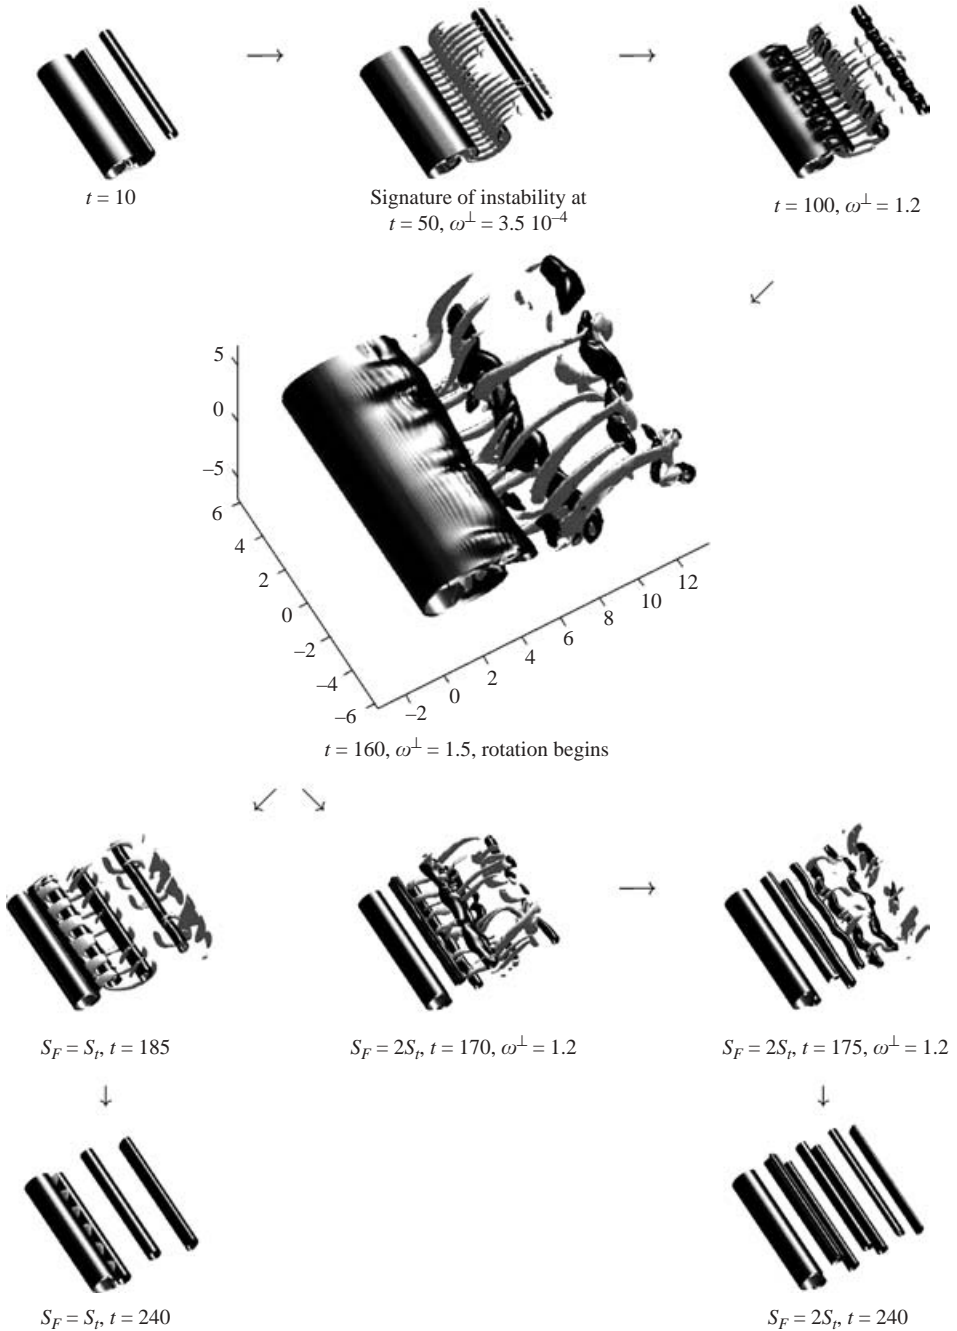 t = 10
Signature of instability at
t = 50, ω⊥ = 3.5 10–4
t = 100, ω⊥ = 1.2
5
0
–5
6
4
2
0
–2
–4
–6
–2
0
2
4
6
8
10
12
t = 160, ω⊥ = 1.5, rotation begins
SF = St, t = 185
SF = 2St, t = 170, ω⊥ = 1.2
SF = 2St, t = 175, ω⊥ = 1.2
SF = St, t = 240
SF = 2St, t = 240